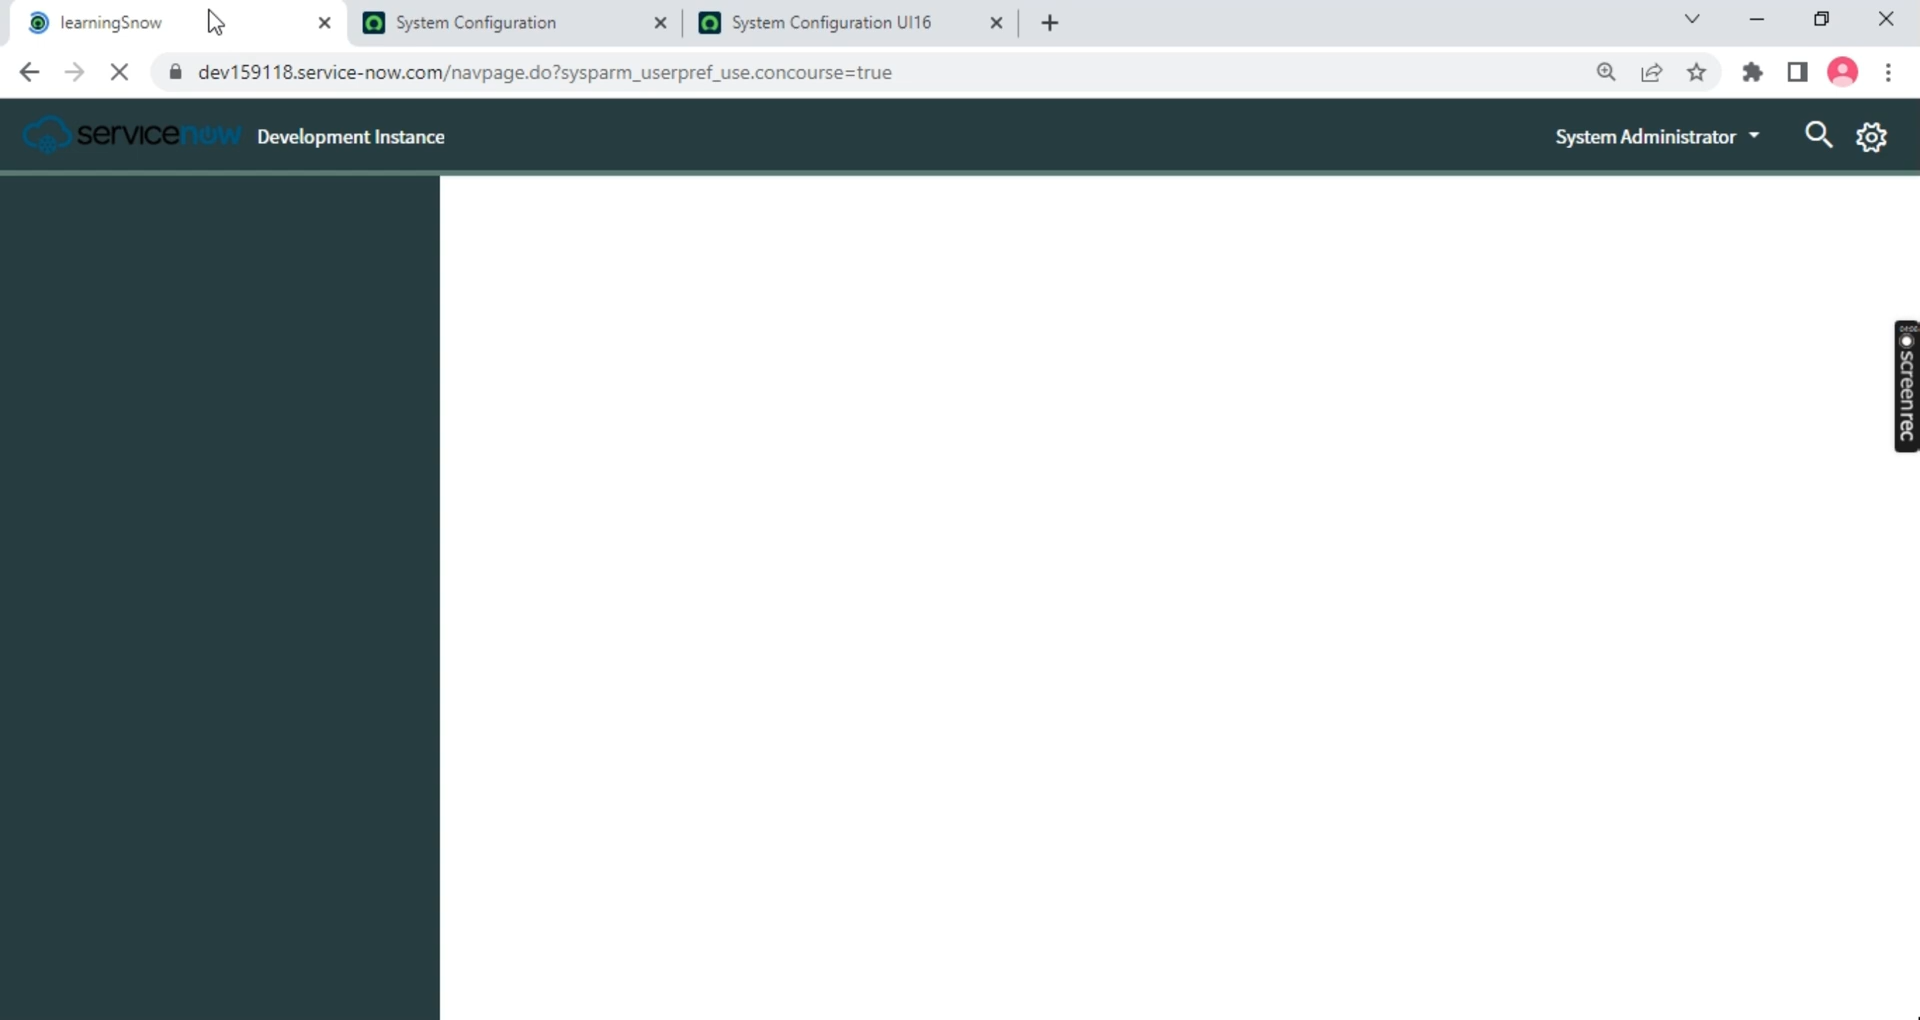 learningSnow
System Configuration
System Configuration UI16
dev159118.service-now.com/navpage.do?sysparm_userpref_use.concourse=true
servicenow
Development Instance
System Administrator
screenrec